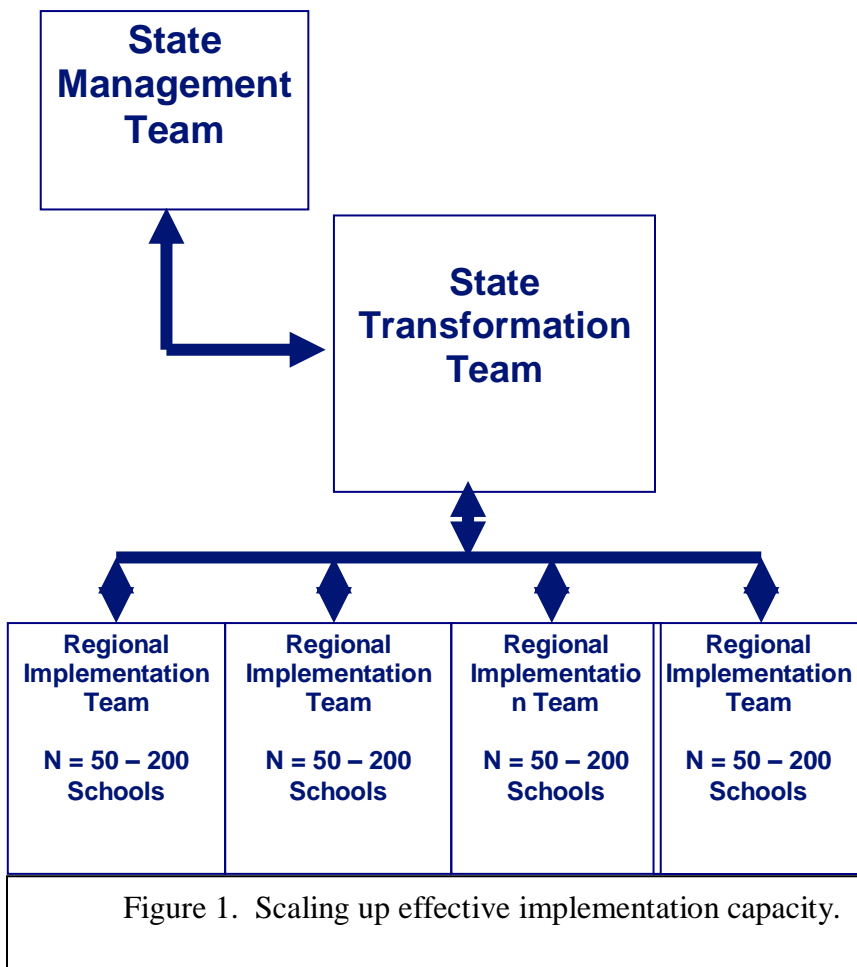 State
Management
Team
State
Transformation
Team
Regional
Implementation
Team
N = 50 – 200
Schools
Regional
Implementation
Team
N = 50 – 200
Schools
Regional
Implementatio
n Team
N = 50 – 200
Schools
Regional
Implementation
Team
N = 50 – 200
Schools
Figure 1.  Scaling up effective implementation capacity.